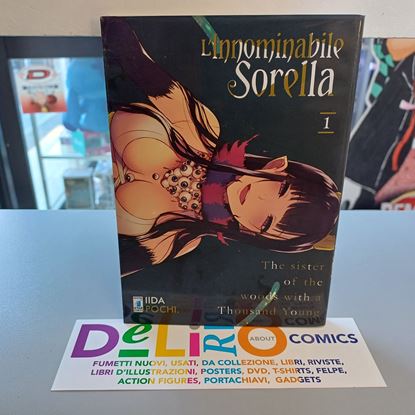 L'Innominabile
Sorella
1
The sister
of the
woods with a
Thousand Young
IIDA
POCHI.
DeLiRiO
ABOUT
COMICS
FUMETTI NUOVI, USATI, DA COLLEZIONE, LIBRI, RIVISTE,
LIBRI D'ILLUSTRAZIONI, POSTERS, DVD, T-SHIRTS, FELPE,
ACTION FIGURES, PORTACHIAVI, GADGETS